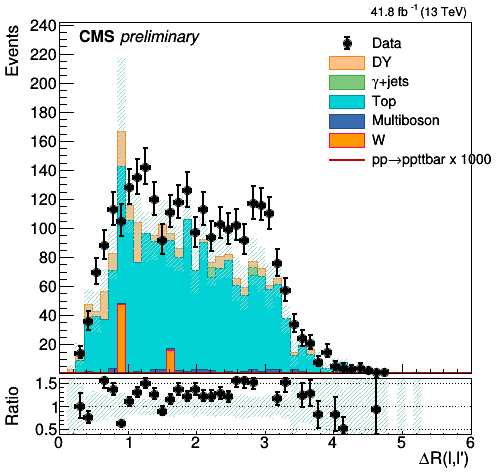 41.8 fb⁻¹ (13 TeV)
CMS preliminary
Events
240
220
200
180
160
140
120
100
80
60
40
20
Data
DY
γ+jets
Top
Multiboson
W
pp→ppttbar x 1000
Ratio
1.5
1
0.5
0 1 2 3 4 5 6
ΔR(l,l')